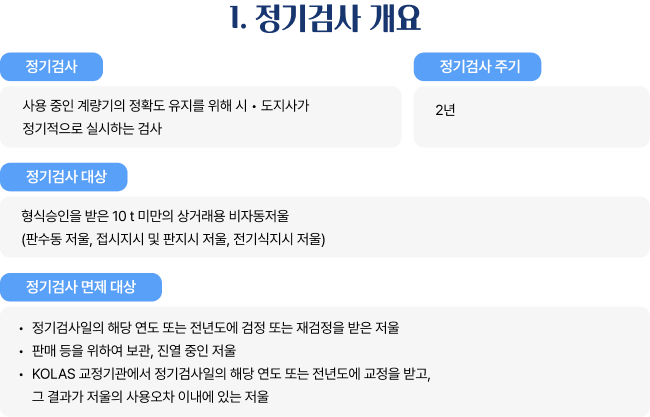 1. 정기검사 개요
정기검사
사용 중인 계량기의 정확도 유지를 위해 시 • 도지사가
정기적으로 실시하는 검사
정기검사 주기
2년
정기검사 대상
형식승인을 받은 10 t 미만의 상거래용 비자동저울
(판수동 저울, 접시지시 및 판지시 저울, 전기식지시 저울)
정기검사 면제 대상
• 정기검사일의 해당 연도 또는 전년도에 검정 또는 재검정을 받은 저울
• 판매 등을 위하여 보관, 진열 중인 저울
• KOLAS 교정기관에서 정기검사일의 해당 연도 또는 전년도에 교정을 받고,
그 결과가 저울의 사용오차 이내에 있는 저울